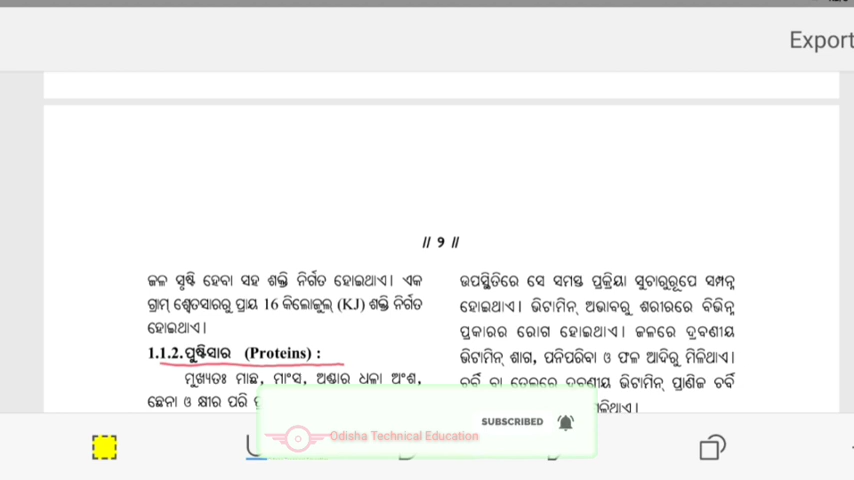 Export
// ୨ //
ଜଳ ସୃଷ୍ଟି ହେବା ସହ ଶକ୍ତି ନିର୍ଗତ ହୋଇଥାଏ। ଏକ
ଗ୍ରାମ୍ ଶ୍ୱେତସାରରୁ ପ୍ରାୟ 16 କିଲୋଜୁଲ୍ (KJ) ଶକ୍ତି ନିର୍ଗତ
ହୋଇଥାଏ।
1.1.2.ପୁଷ୍ଟିସାର (Proteins) :
ମୁଖ୍ୟତଃ ମାଛ, ମାଂସ, ଅଣ୍ଡାର ଧଳା ଅଂଶ,
ଛେନା ଓ କ୍ଷୀର ପରି
ଉପସ୍ଥିତିରେ ସେ ସମସ୍ତ ପ୍ରକ୍ରିୟା ସୁଚାରୁରୂପେ ସମ୍ପନ୍ନ
ହୋଇଥାଏ। ଭିଟାମିନ୍ ଅଭାବରୁ ଶରୀରରେ ବିଭିନ୍ନ
ପ୍ରକାରର ରୋଗ ହୋଇଥାଏ। ଜଳରେ ଦ୍ରବଣୀୟ
ଭିଟାମିନ୍ ଶାଗ, ପନିପରିବା ଓ ଫଳ ଆଦିରୁ ମିଳିଥାଏ।
ଚର୍ବି ବା ତେଲରେ ଦ୍ରବଣୀୟ ଭିଟାମିନ୍ ପ୍ରାଣିଜ ଚର୍ବି
ମିଳିଥାଏ।
SUBSCRIBED
Odisha Technical Education